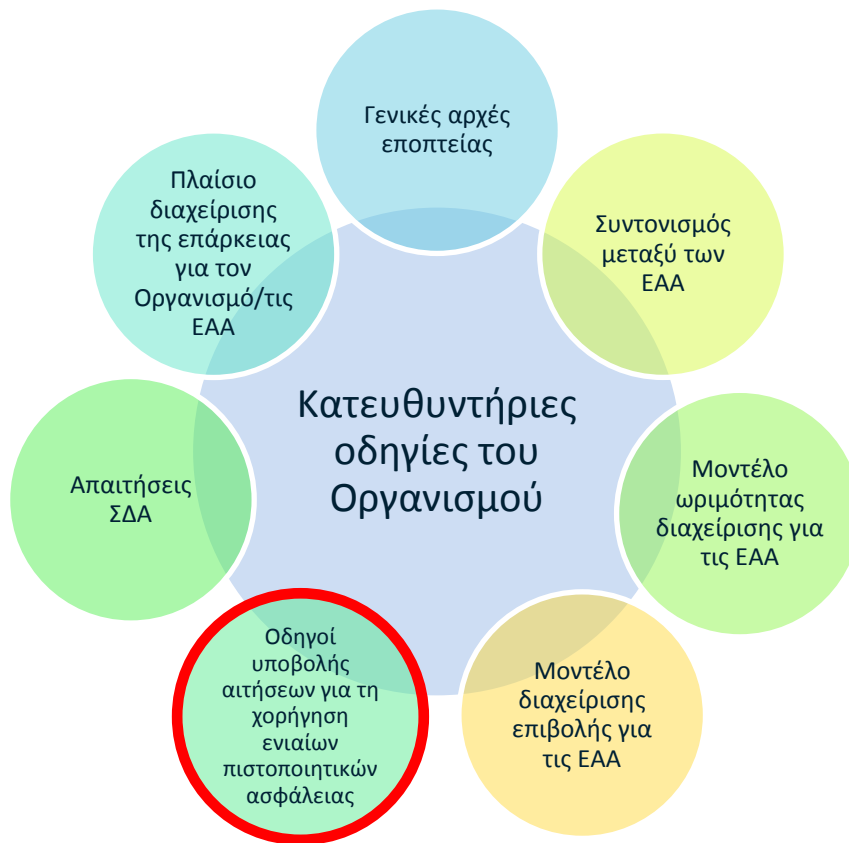 Γενικές αρχές
εποπτείας
Πλαίσιο
διαχείρισης
της επάρκειας
για τον
Οργανισμό/τις
ΕΑΑ
Συντονισμός
μεταξύ των
ΕΑΑ
Κατευθυντήριες
οδηγίες του
Οργανισμού
Απαιτήσεις
ΣΔΑ
Μοντέλο
ωριμότητας
διαχείρισης για
τις ΕΑΑ
Οδηγοί
υποβολής
αιτήσεων για τη
χορήγηση
ενιαίων
πιστοποιητικών
ασφάλειας
Μοντέλο
διαχείρισης
επιβολής για
τις ΕΑΑ